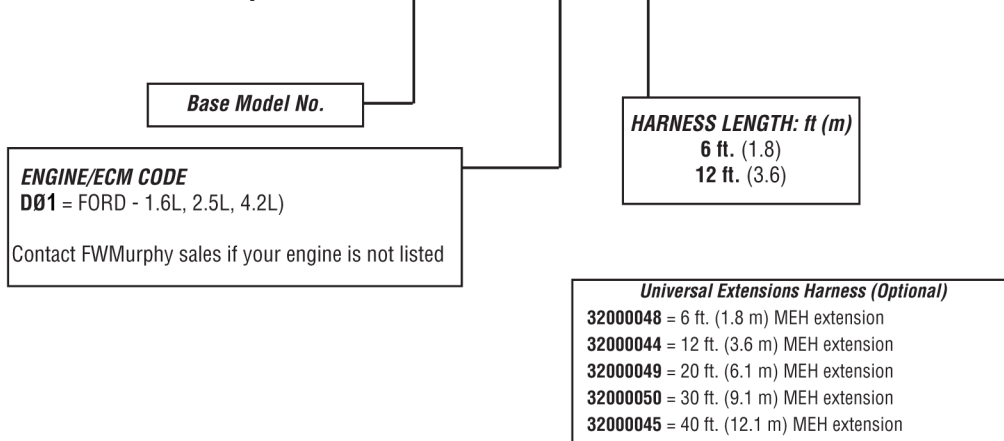 Base Model No.
HARNESS LENGTH: ft (m)
6 ft. (1.8)
12 ft. (3.6)
ENGINE/ECM CODE
DØ1 = FORD - 1.6L, 2.5L, 4.2L)
Contact FWMurphy sales if your engine is not listed
Universal Extensions Harness (Optional)
32000048 = 6 ft. (1.8 m) MEH extension
32000044 = 12 ft. (3.6 m) MEH extension
32000049 = 20 ft. (6.1 m) MEH extension
32000050 = 30 ft. (9.1 m) MEH extension
32000045 = 40 ft. (12.1 m) MEH extension